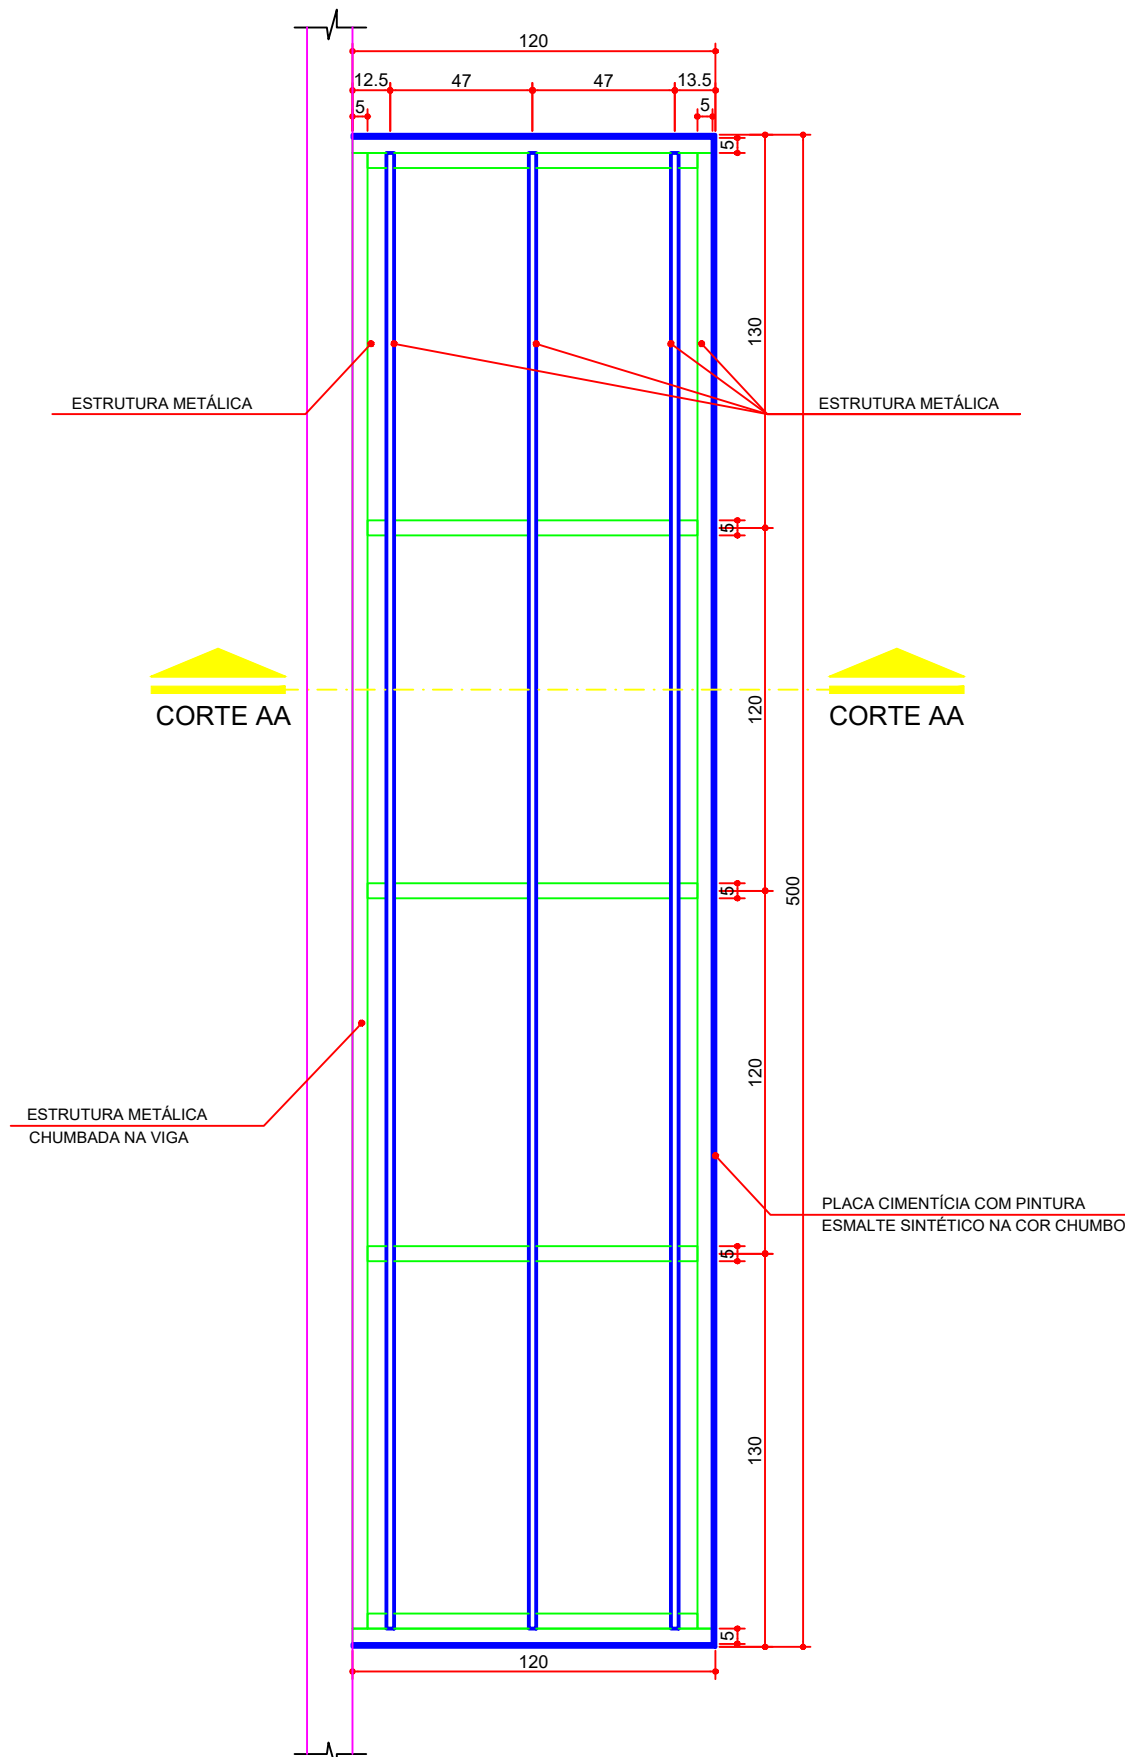 120
12.5 47 47 13.5
5 5
5
130
ESTRUTURA METÁLICA ESTRUTURA METÁLICA
5
120
CORTE AA CORTE AA
5
500
120
ESTRUTURA METÁLICA
CHUMBADA NA VIGA
PLACA CIMENTÍCIA COM PINTURA
ESMALTE SINTÉTICO NA COR CHUMBO
5
130
5
120